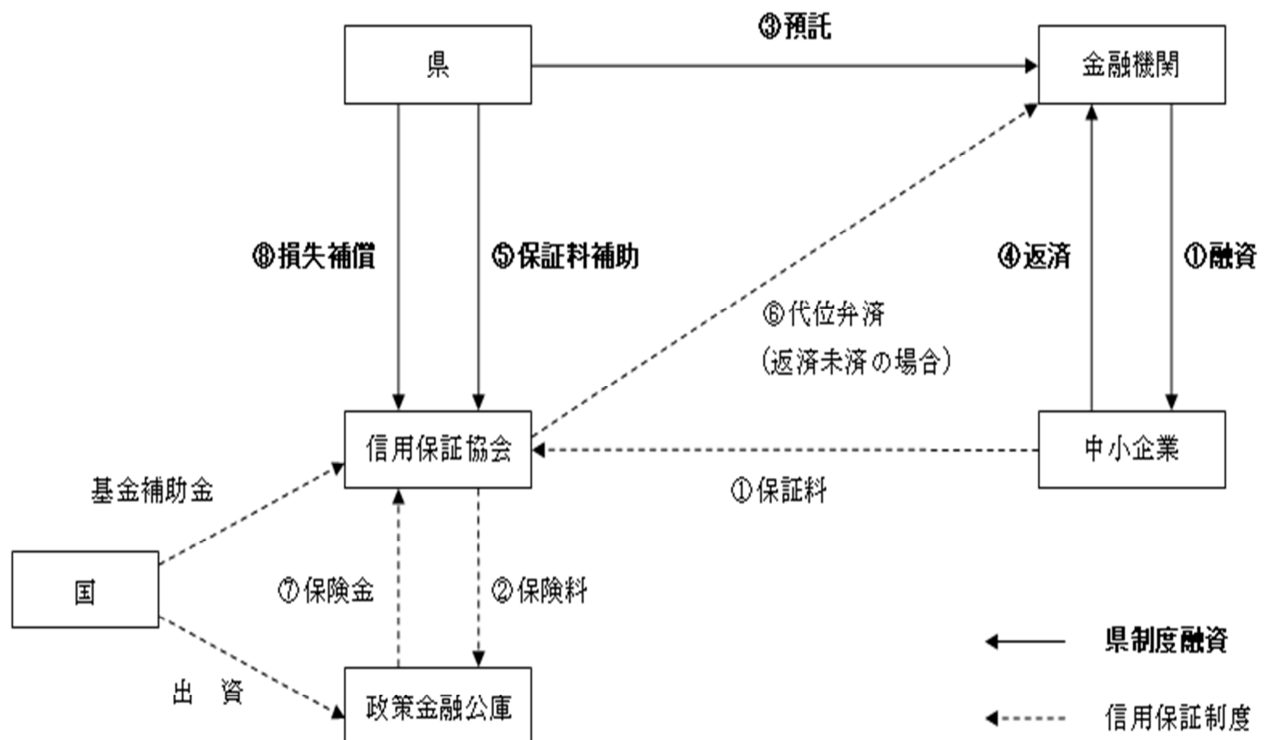 ③預託
県
金融機関
⑧損失補償
⑤保証料補助
④返済
①融資
⑥代位弁済
(返済未済の場合)
信用保証協会
中小企業
基金補助金
①保証料
国
⑦保険金
②保険料
県制度融資
出　資
政策金融公庫
信用保証制度